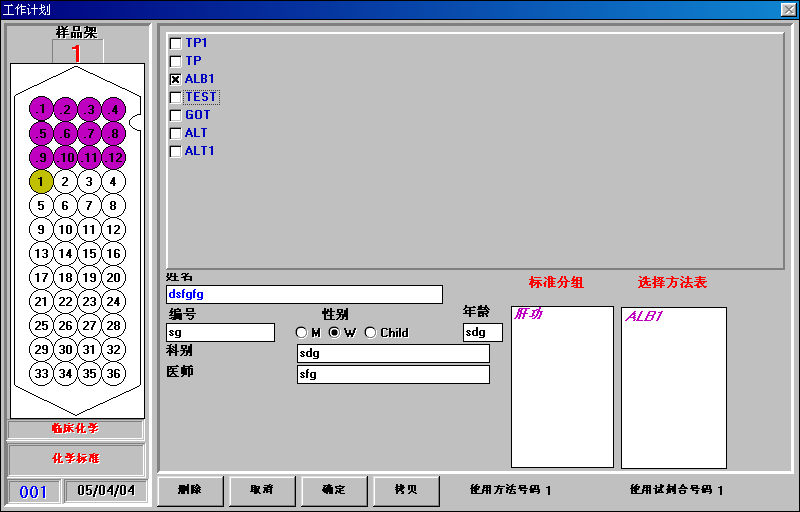 工作计划
样品架
1
.1 .2 .3 .4
.5 .6 .7 .8
.9 .10 .11 .12
1 2 3 4
5 6 7 8
9 10 11 12
13 14 15 16
17 18 19 20
21 22 23 24
25 26 27 28
29 30 31 32
33 34 35 36
临床化学
化学标准
001 05/04/04
TP1
TP
ALB1
TEST
GOT
ALT
ALT1
姓名
dsfgfg
编号 性别 年龄
sg M W Child sdg
科别 sdg
医师 sfg
标准分组 选择方法表
肝功 ALB1
删除 取消 确定 拷贝 使用方法号码 1 使用试剂合号码 1